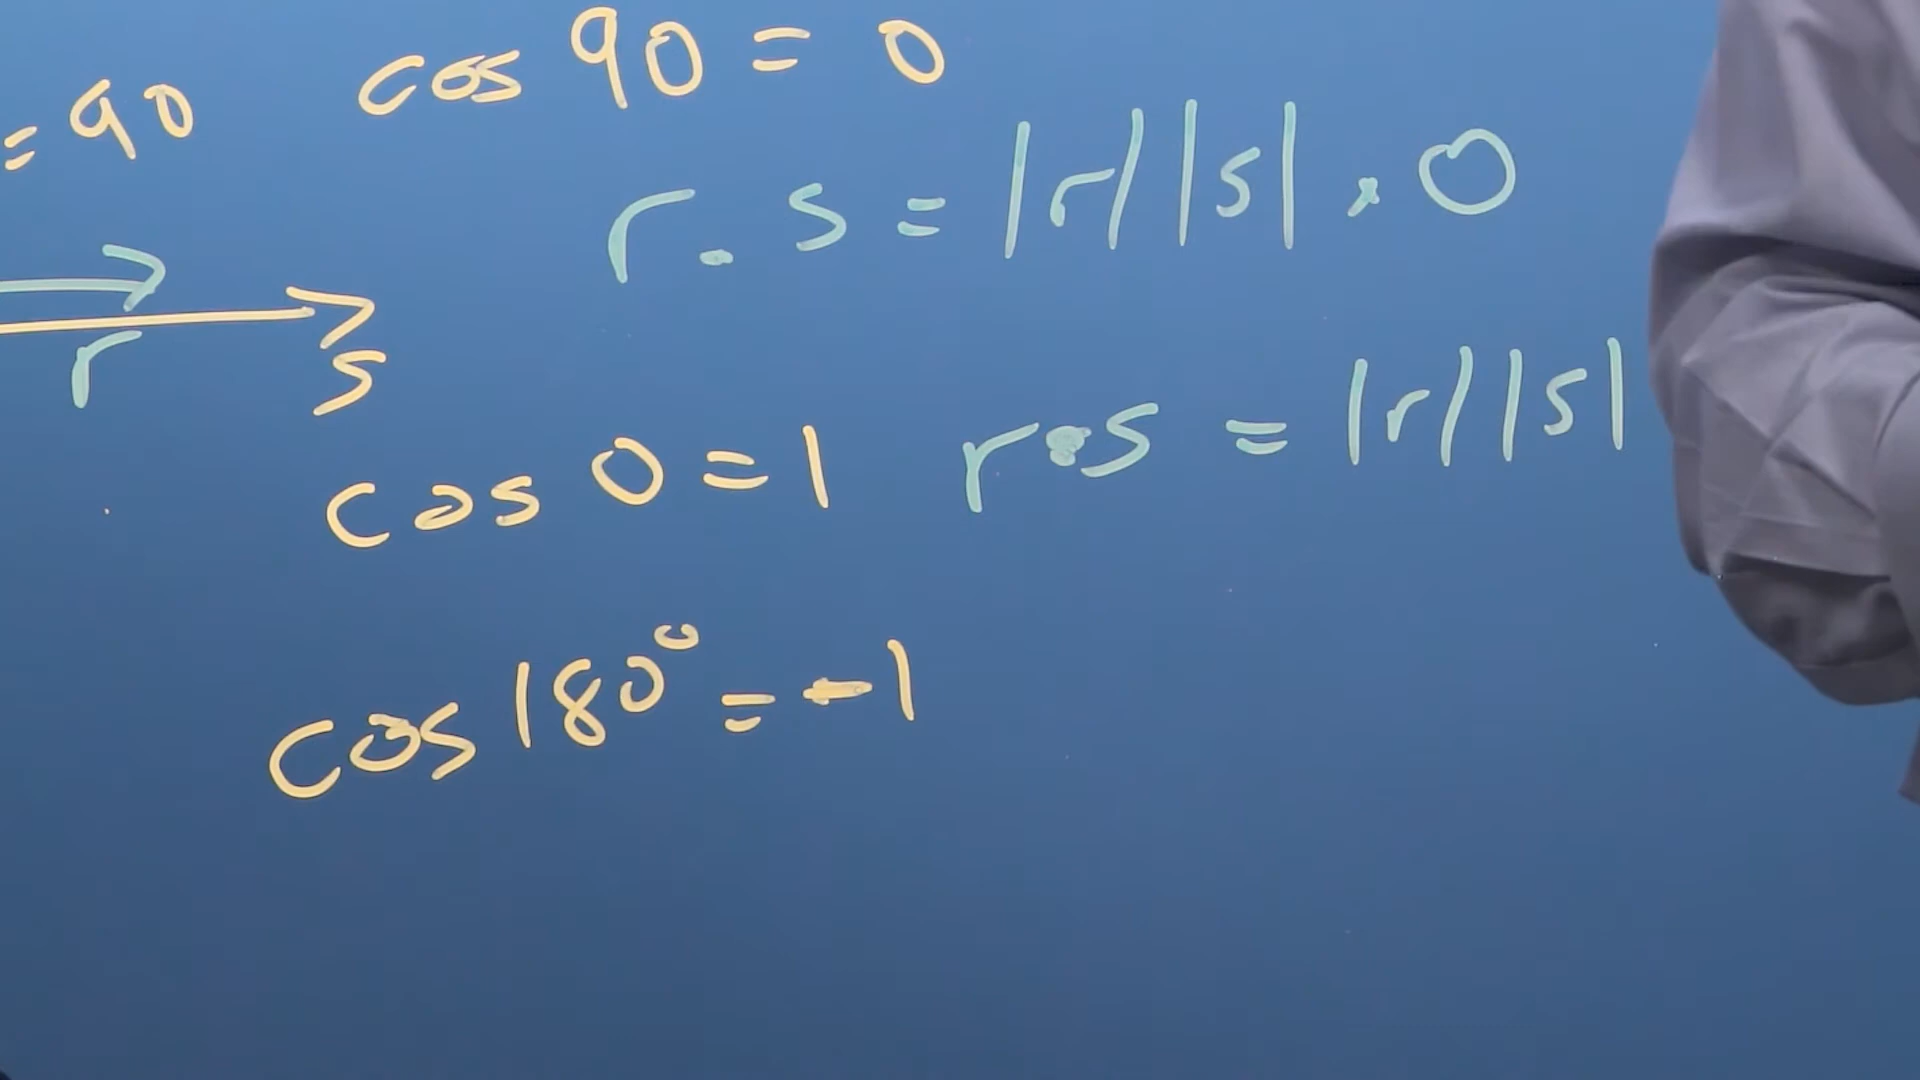 cos 90 = 0
= 90
r . s = |r| |s| . 0
r
s
cos 0 = 1
r . s = |r| |s|
cos 180° = -1